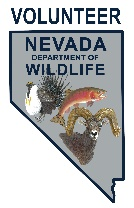 VOLUNTEER
NEVADA
DEPARTMENT OF
WILDLIFE